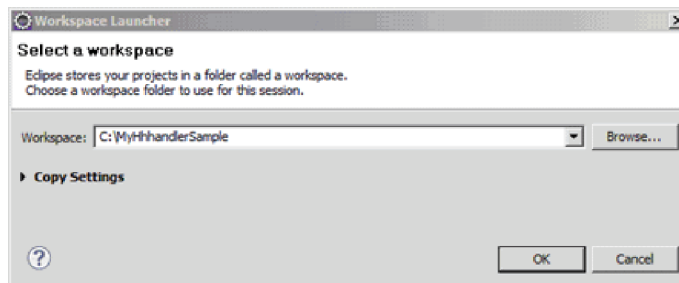 Workspace Launcher
Select a workspace
Eclipse stores your projects in a folder called a workspace.
Choose a workspace folder to use for this session.
Workspace: C:\MyHhhandlerSample Browse...
Copy Settings
OK Cancel